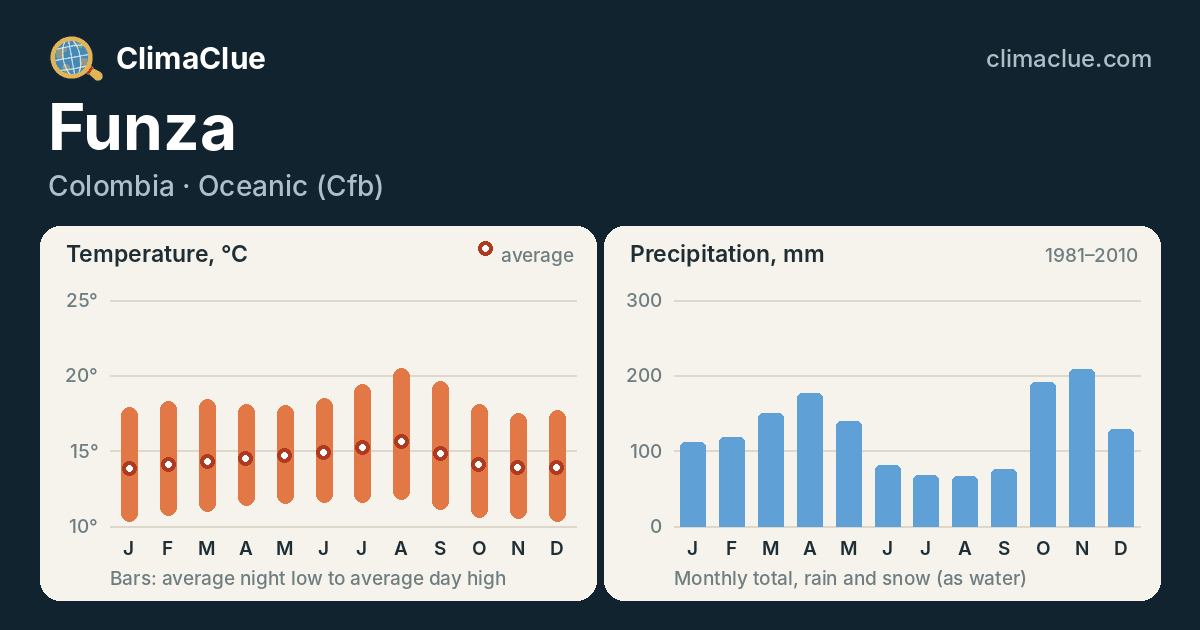 ClimaClue
climaclue.com
Funza
Colombia · Oceanic (Cfb)
Temperature, °C
average
25°
20°
15°
10°
J F M A M J J A S O N D
Bars: average night low to average day high
Precipitation, mm
1981–2010
300
200
100
0
J F M A M J J A S O N D
Monthly total, rain and snow (as water)